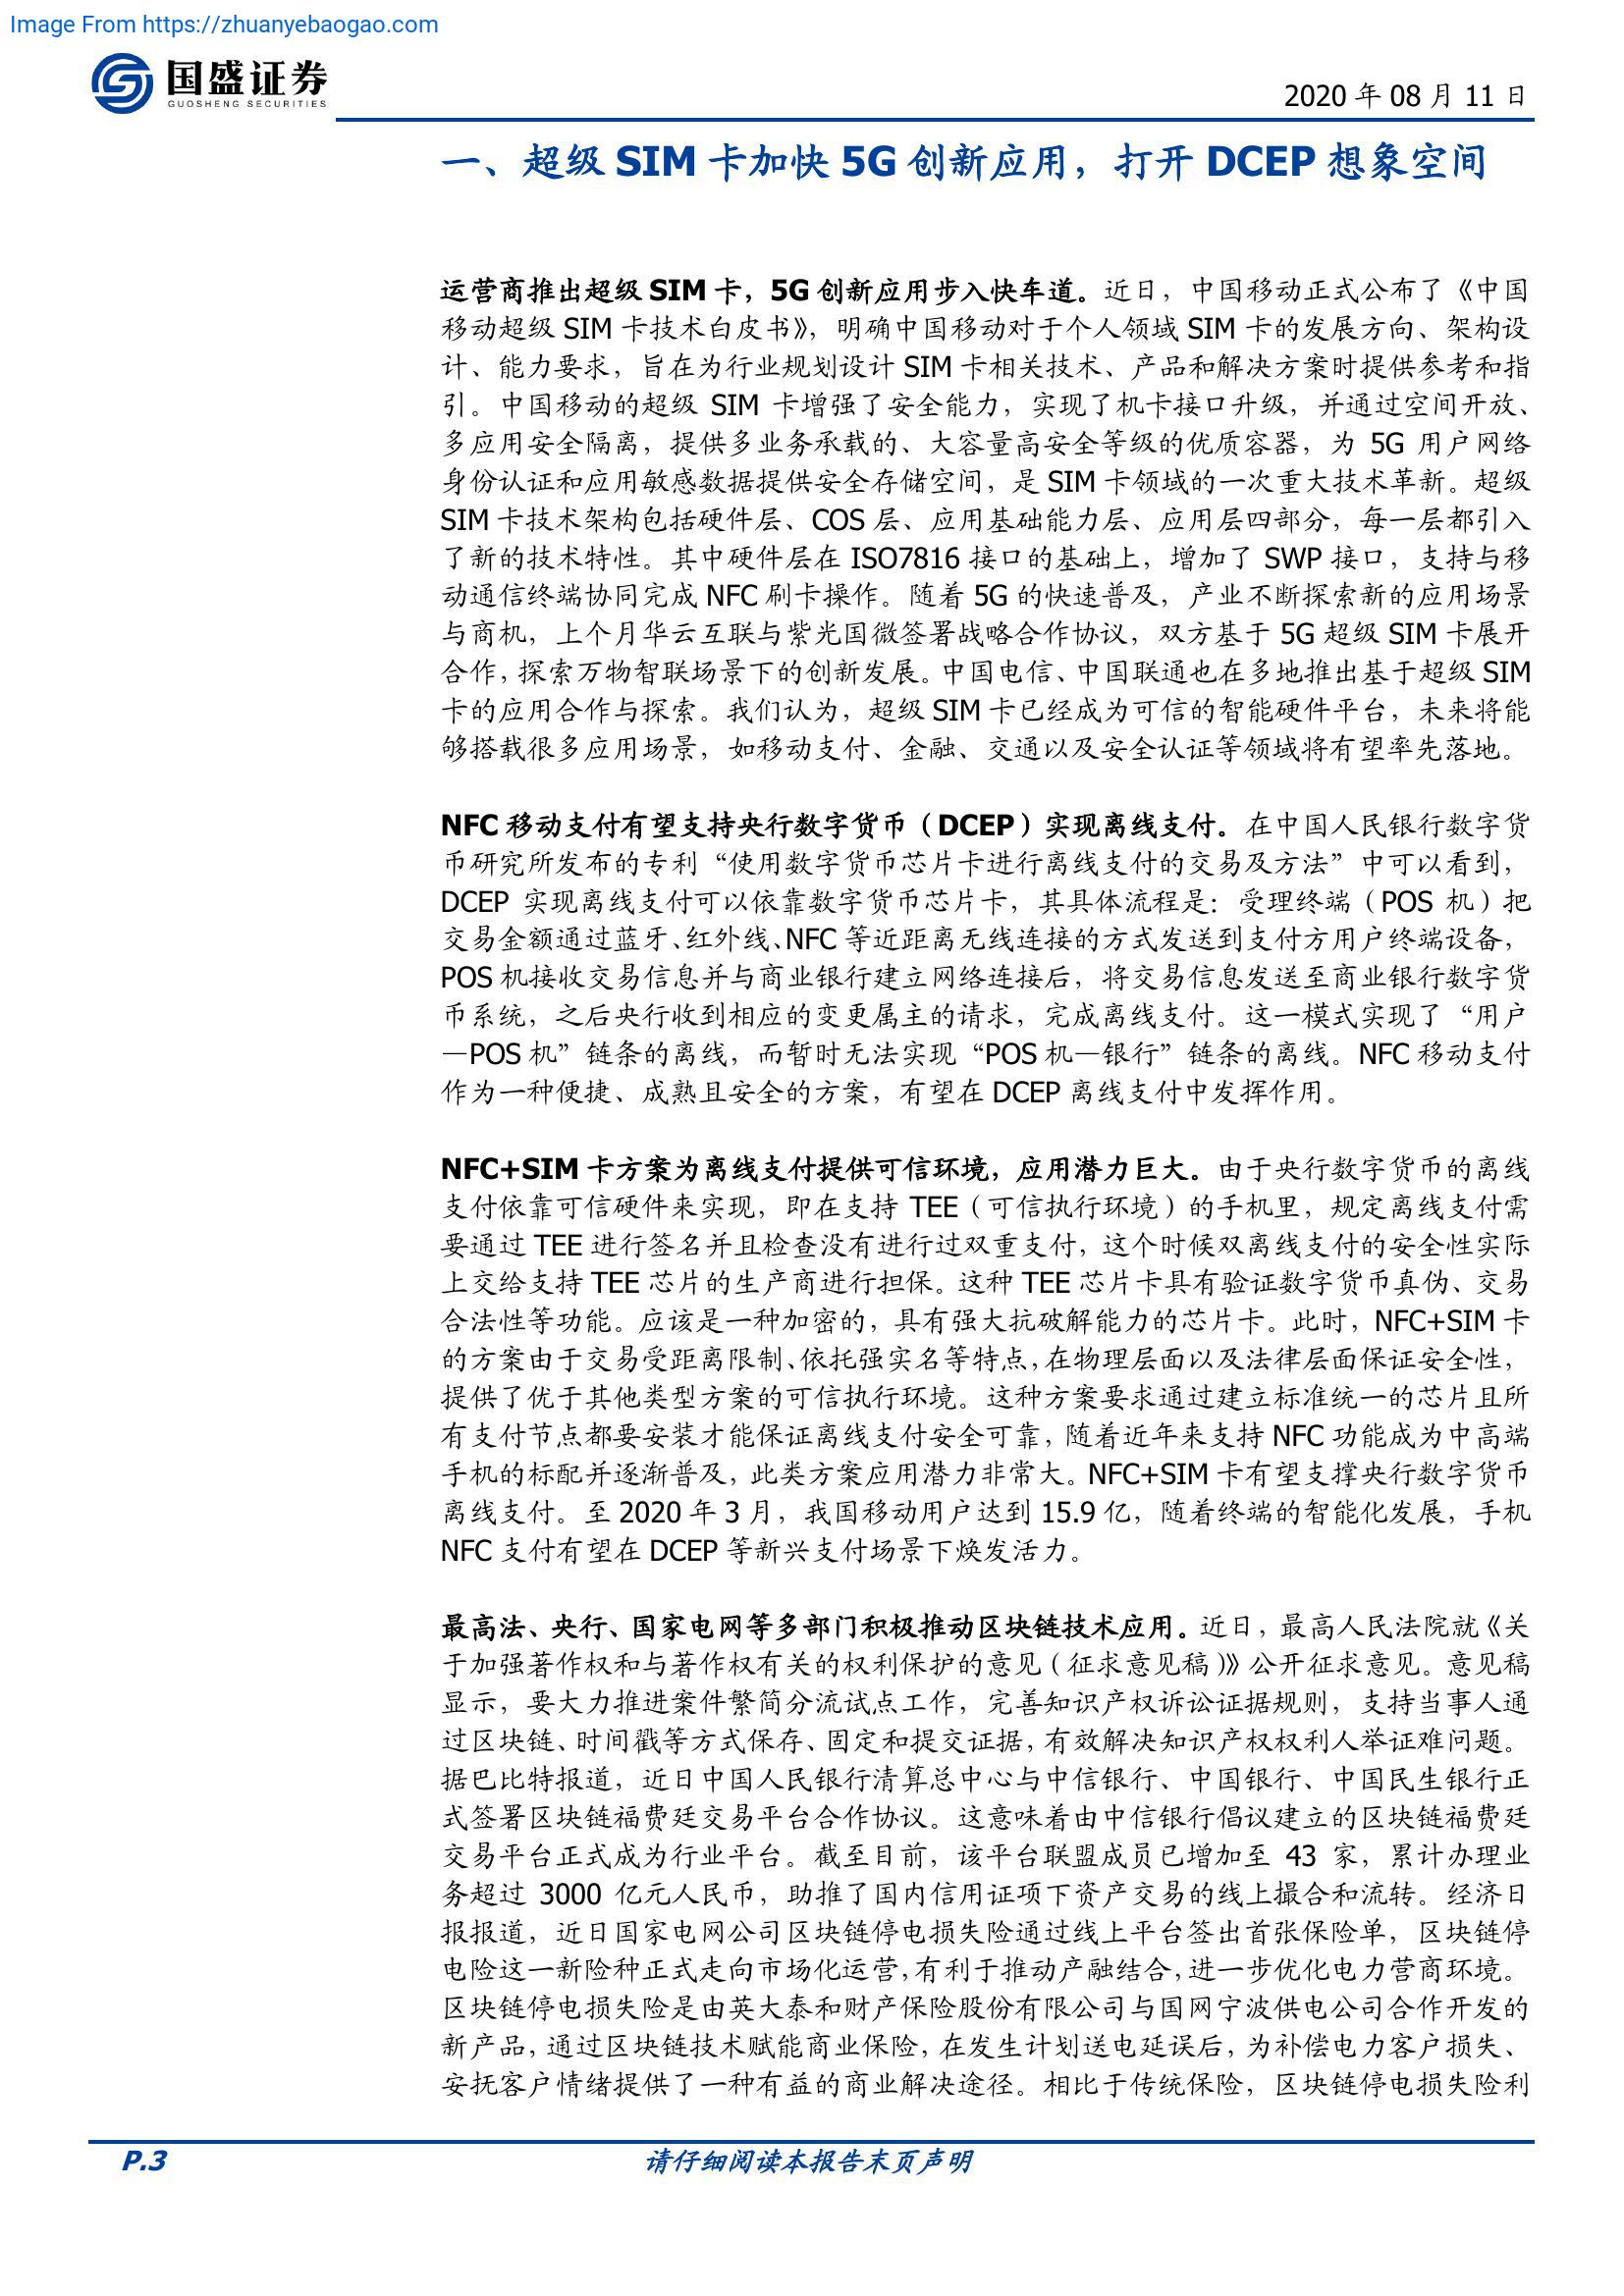 Image From https://zhuanyebaogao.com
国盛证券
GUOSHENG SECURITIES
2020 年 08 月 11 日
一、超级 SIM 卡加快 5G 创新应用，打开 DCEP 想象空间
运营商推出超级 SIM 卡，5G 创新应用步入快车道。近日，中国移动正式公布了《中国
移动超级 SIM 卡技术白皮书》，明确中国移动对于个人领域 SIM 卡的发展方向、架构设
计、能力要求，旨在为行业规划设计 SIM 卡相关技术、产品和解决方案时提供参考和指
引。中国移动的超级 SIM 卡增强了安全能力，实现了机卡接口升级，并通过空间开放、
多应用安全隔离，提供多业务承载的、大容量高安全等级的优质容器，为 5G 用户网络
身份认证和应用敏感数据提供安全存储空间，是 SIM 卡领域的一次重大技术革新。超级
SIM 卡技术架构包括硬件层、COS 层、应用基础能力层、应用层四部分，每一层都引入
了新的技术特性。其中硬件层在 ISO7816 接口的基础上，增加了 SWP 接口，支持与移
动通信终端协同完成 NFC 刷卡操作。随着 5G 的快速普及，产业不断探索新的应用场景
与商机，上个月华云互联与紫光国微签署战略合作协议，双方基于 5G 超级 SIM 卡展开
合作，探索万物智联场景下的创新发展。中国电信、中国联通也在多地推出基于超级 SIM
卡的应用合作与探索。我们认为，超级 SIM 卡已经成为可信的智能硬件平台，未来将能
够搭载很多应用场景，如移动支付、金融、交通以及安全认证等领域将有望率先落地。
NFC 移动支付有望支持央行数字货币（DCEP）实现离线支付。在中国人民银行数字货
币研究所发布的专利“使用数字货币芯片卡进行离线支付的交易及方法”中可以看到，
DCEP 实现离线支付可以依靠数字货币芯片卡，其具体流程是：受理终端（POS 机）把
交易金额通过蓝牙、红外线、NFC 等近距离无线连接的方式发送到支付方用户终端设备，
POS 机接收交易信息并与商业银行建立网络连接后，将交易信息发送至商业银行数字货
币系统，之后央行收到相应的变更属主的请求，完成离线支付。这一模式实现了“用户
—POS 机”链条的离线，而暂时无法实现“POS 机—银行”链条的离线。NFC 移动支付
作为一种便捷、成熟且安全的方案，有望在 DCEP 离线支付中发挥作用。
NFC+SIM 卡方案为离线支付提供可信环境，应用潜力巨大。由于央行数字货币的离线
支付依靠可信硬件来实现，即在支持 TEE（可信执行环境）的手机里，规定离线支付需
要通过 TEE 进行签名并且检查没有进行过双重支付，这个时候双离线支付的安全性实际
上交给支持 TEE 芯片的生产商进行担保。这种 TEE 芯片卡具有验证数字货币真伪、交易
合法性等功能。应该是一种加密的，具有强大抗破解能力的芯片卡。此时，NFC+SIM 卡
的方案由于交易受距离限制、依托强实名等特点，在物理层面以及法律层面保证安全性，
提供了优于其他类型方案的可信执行环境。这种方案要求通过建立标准统一的芯片且所
有支付节点都要安装才能保证离线支付安全可靠，随着近年来支持 NFC 功能成为中高端
手机的标配并逐渐普及，此类方案应用潜力非常大。NFC+SIM 卡有望支撑央行数字货币
离线支付。至 2020 年 3 月，我国移动用户达到 15.9 亿，随着终端的智能化发展，手机
NFC 支付有望在 DCEP 等新兴支付场景下焕发活力。
最高法、央行、国家电网等多部门积极推动区块链技术应用。近日，最高人民法院就《关
于加强著作权和与著作权有关的权利保护的意见（征求意见稿）》公开征求意见。意见稿
显示，要大力推进案件繁简分流试点工作，完善知识产权诉讼证据规则，支持当事人通
过区块链、时间戳等方式保存、固定和提交证据，有效解决知识产权权利人举证难问题。
据巴比特报道，近日中国人民银行清算总中心与中信银行、中国银行、中国民生银行正
式签署区块链福费廷交易平台合作协议。这意味着由中信银行倡议建立的区块链福费廷
交易平台正式成为行业平台。截至目前，该平台联盟成员已增加至 43 家，累计办理业
务超过 3000 亿元人民币，助推了国内信用证项下资产交易的线上撮合和流转。经济日
报报道，近日国家电网公司区块链停电损失险通过线上平台签出首张保险单，区块链停
电险这一新险种正式走向市场化运营，有利于推动产融结合，进一步优化电力营商环境。
区块链停电损失险是由英大泰和财产保险股份有限公司与国网宁波供电公司合作开发的
新产品，通过区块链技术赋能商业保险，在发生计划送电延误后，为补偿电力客户损失、
安抚客户情绪提供了一种有益的商业解决途径。相比于传统保险，区块链停电损失险利
P.3
请仔细阅读本报告末页声明